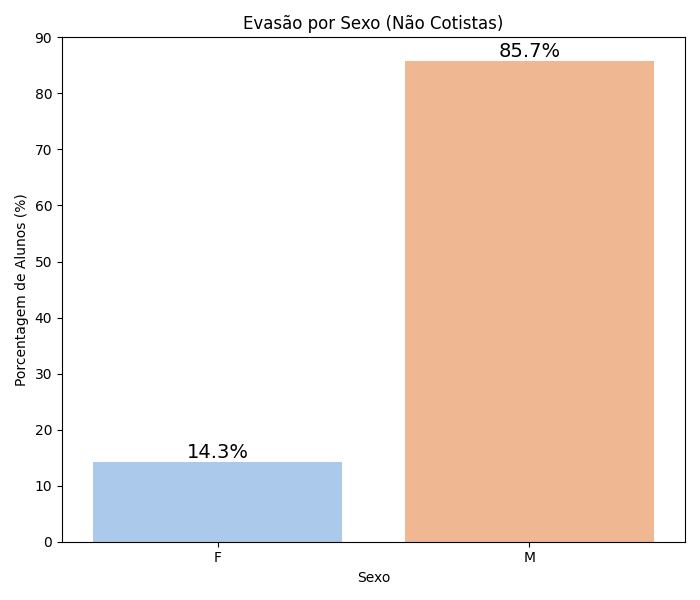 Evasão por Sexo (Não Cotistas)
90
80
70
60
50
40
30
20
10
0
Porcentagem de Alunos (%)
85.7%
14.3%
F
M
Sexo